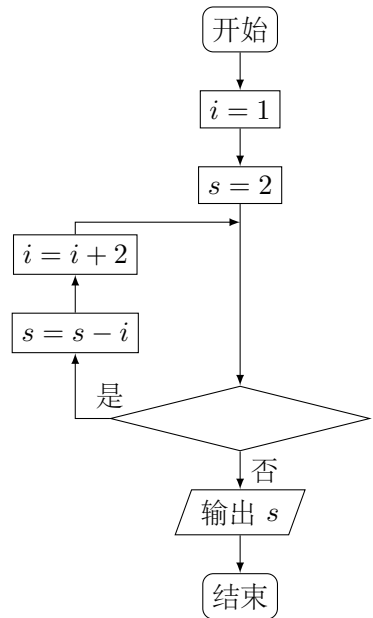 开始
i = 1
s = 2
i = i + 2
s = s − i
是
否
输出 s
结束